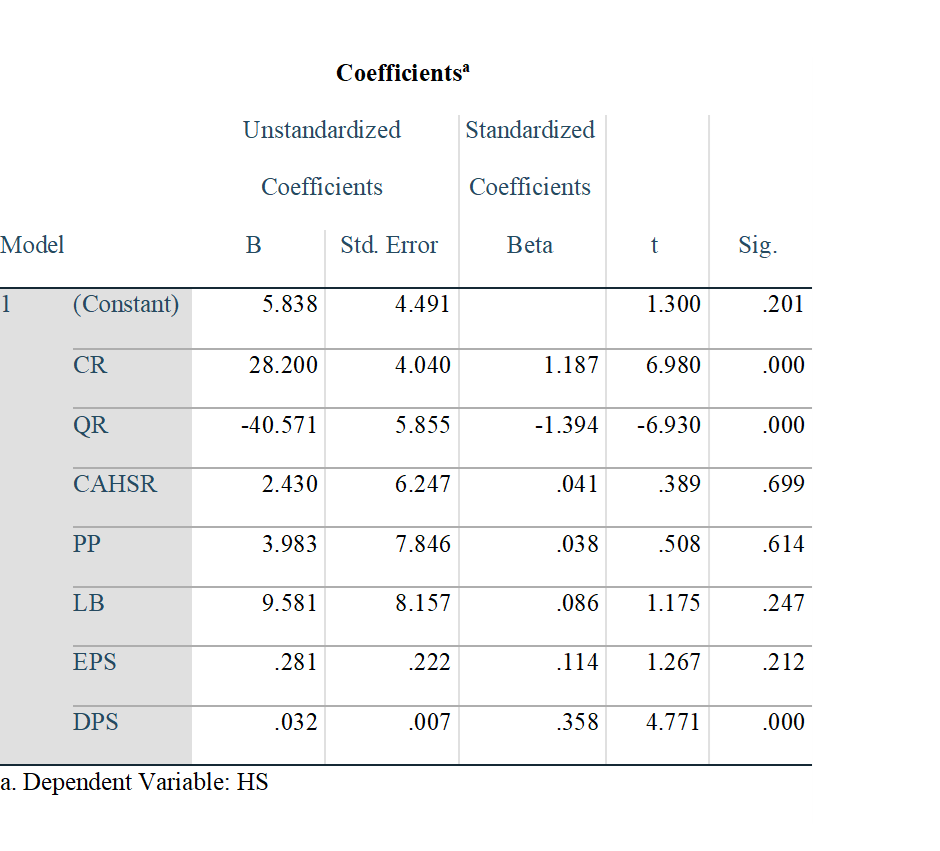 Coefficientsᵃ
Unstandardized Coefficients Standardized Coefficients
Model B Std. Error Beta t Sig.
1 (Constant) 5.838 4.491 1.300 .201
CR 28.200 4.040 1.187 6.980 .000
QR -40.571 5.855 -1.394 -6.930 .000
CAHSR 2.430 6.247 .041 .389 .699
PP 3.983 7.846 .038 .508 .614
LB 9.581 8.157 .086 1.175 .247
EPS .281 .222 .114 1.267 .212
DPS .032 .007 .358 4.771 .000
a. Dependent Variable: HS